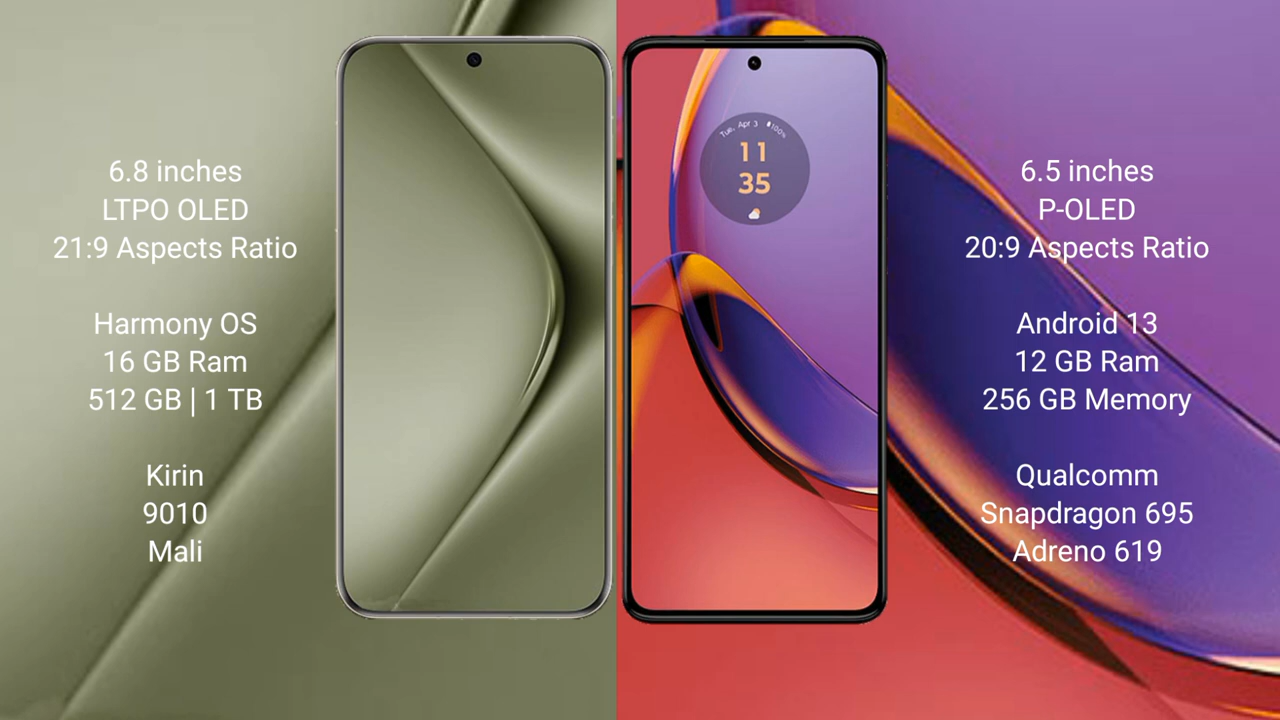 6.8 inches
LTPO OLED
21:9 Aspects Ratio
Harmony OS
16 GB Ram
512 GB | 1 TB
Kirin
9010
Mali
Tue, Apr 3 100%
11
35
6.5 inches
P-OLED
20:9 Aspects Ratio
Android 13
12 GB Ram
256 GB Memory
Qualcomm
Snapdragon 695
Adreno 619